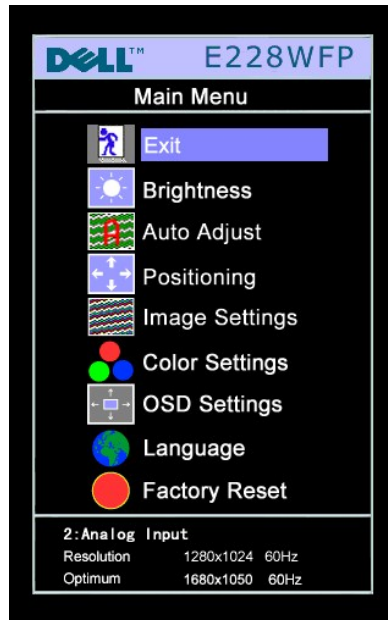 DELL™ E228WFP
Main Menu
Exit
Brightness
Auto Adjust
Positioning
Image Settings
Color Settings
OSD Settings
Language
Factory Reset
2:Analog Input
Resolution 1280x1024 60Hz
Optimum 1680x1050 60Hz